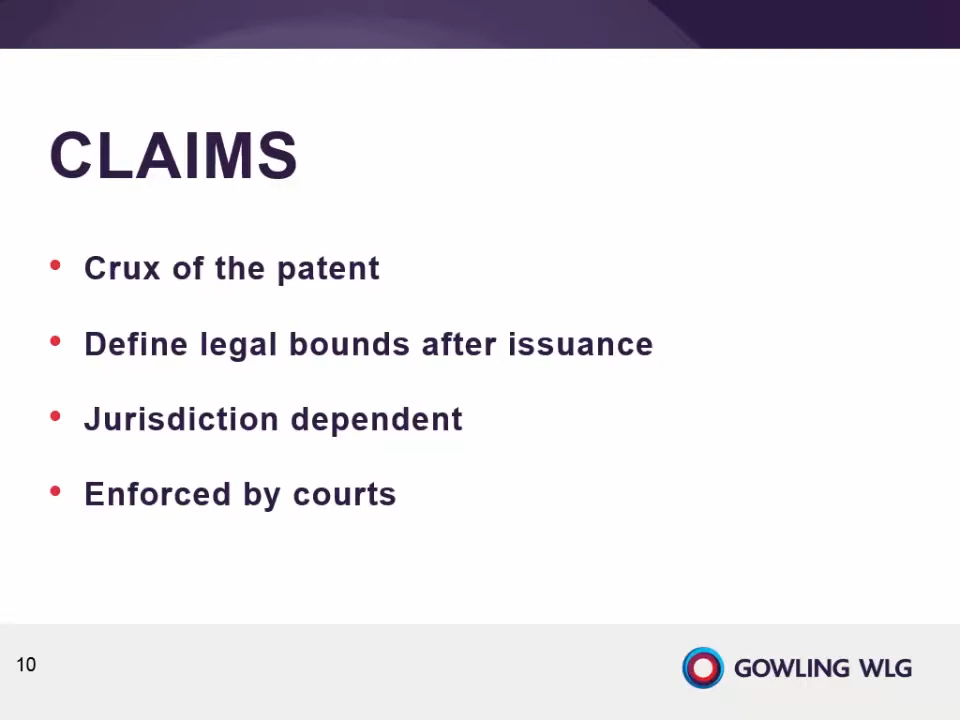 CLAIMS
• Crux of the patent
• Define legal bounds after issuance
• Jurisdiction dependent
• Enforced by courts
10
GOWLING WLG